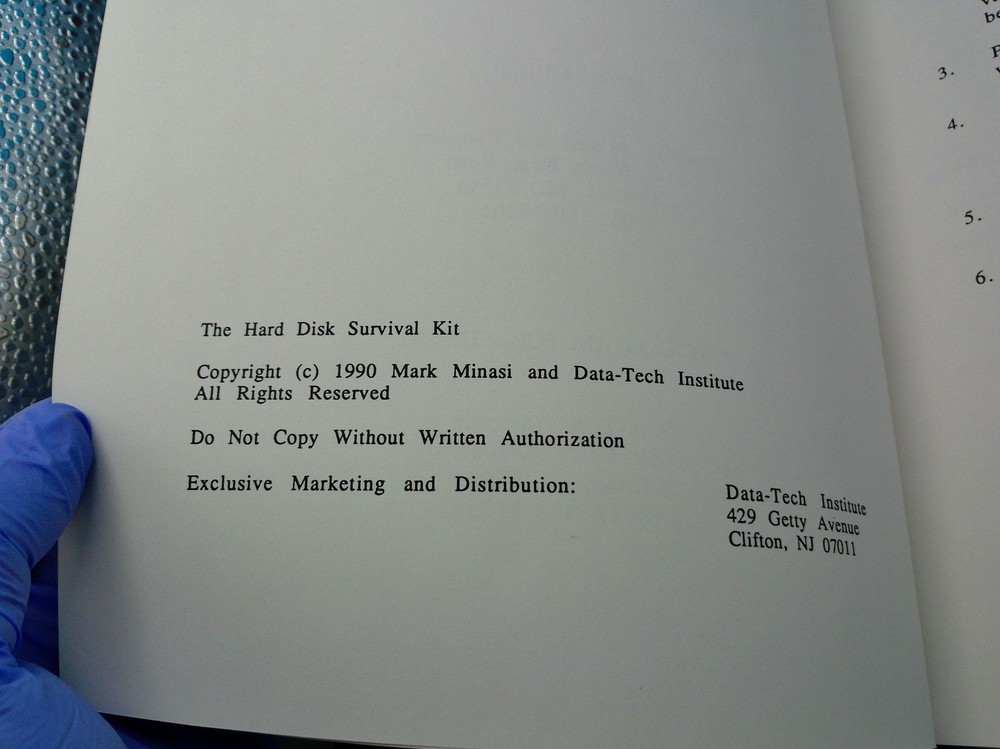 The Hard Disk Survival Kit
Copyright (c) 1990 Mark Minasi and Data-Tech Institute
All Rights Reserved
Do Not Copy Without Written Authorization
Exclusive Marketing and Distribution:
Data-Tech Institute
429 Getty Avenue
Clifton, NJ 07011
be
3.
4.
5.
6.